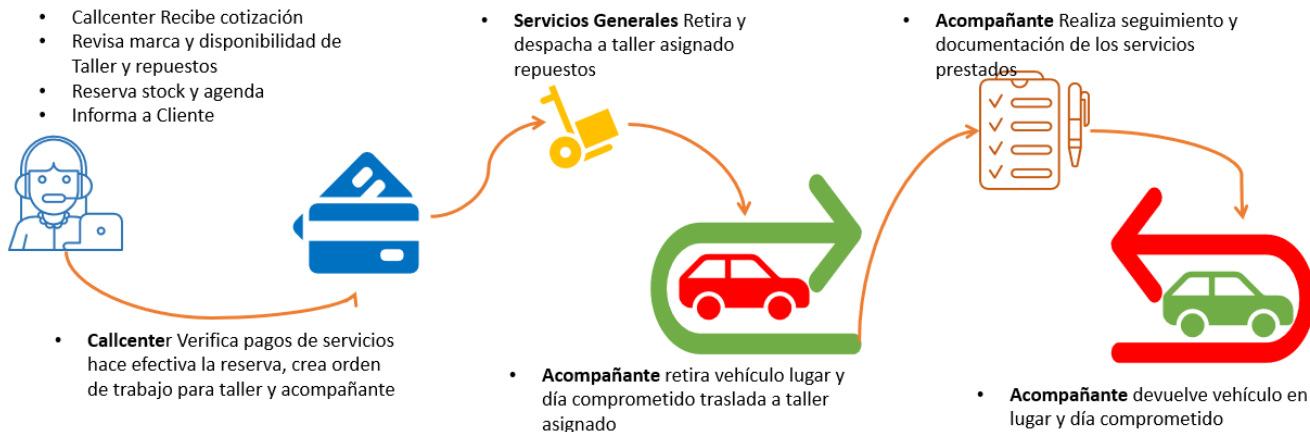 • Callcenter Recibe cotización
• Revisa marca y disponibilidad de
Taller y repuestos
• Reserva stock y agenda
• Informa a Cliente
• Callcenter Verifica pagos de servicios
hace efectiva la reserva, crea orden
de trabajo para taller y acompañante
• Servicios Generales Retira y
despacha a taller asignado
repuestos
• Acompañante retira vehículo lugar y
día comprometido traslada a taller
asignado
• Acompañante Realiza seguimiento y
documentación de los servicios
prestados
• Acompañante devuelve vehículo en
lugar y día comprometido